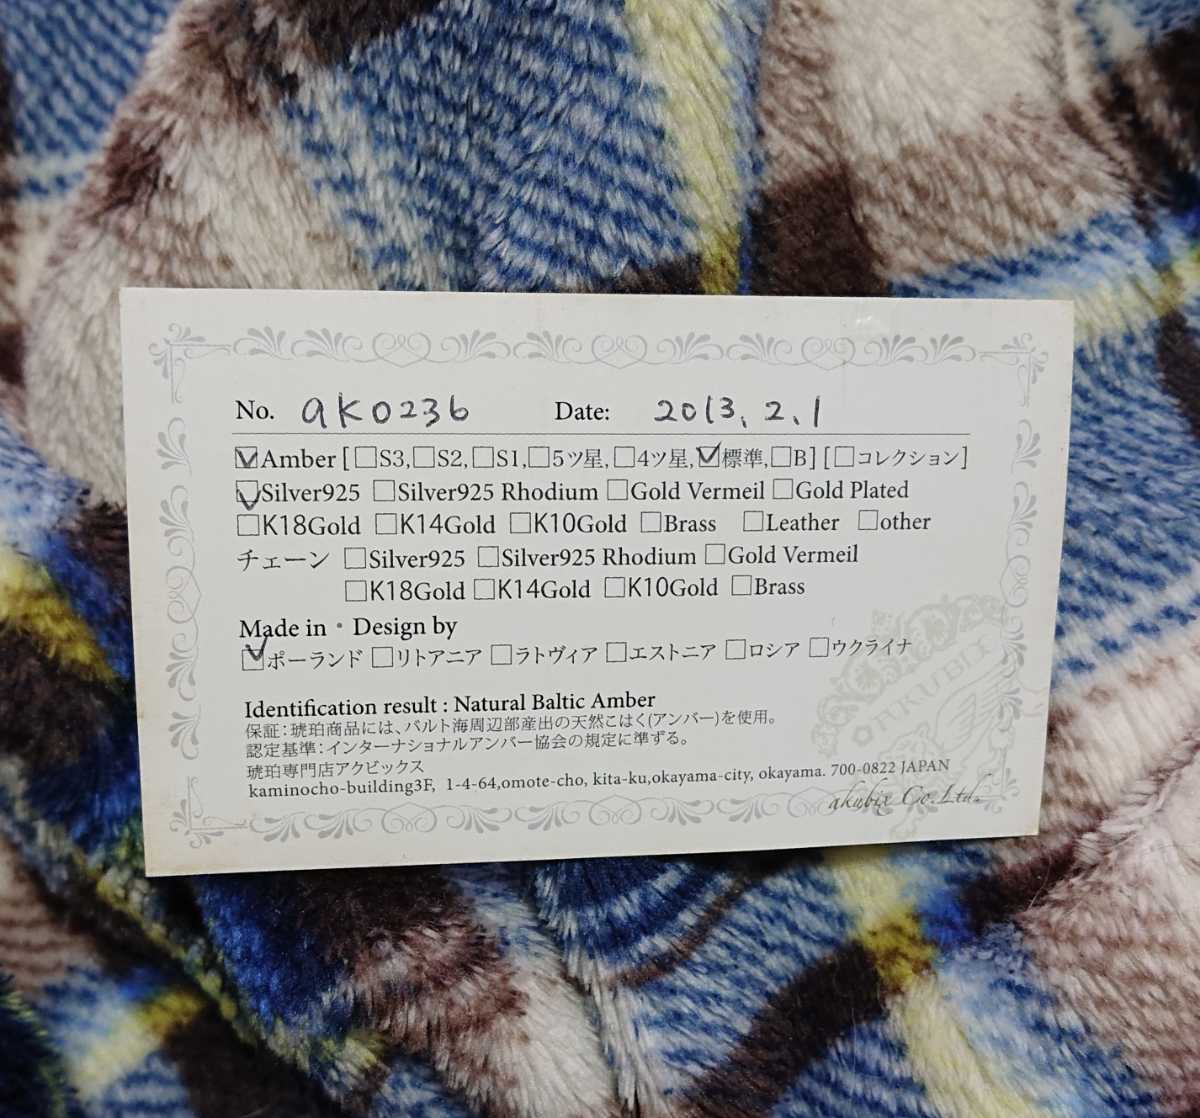 No. ak0236 Date: 2013.2.1
☑Amber [☐S3,☐S2,☐S1,☐5ツ星,☐4ツ星,☑標準,☐B] [☐コレクション]
☑Silver925 ☐Silver925 Rhodium ☐Gold Vermeil ☐Gold Plated
☐K18Gold ☐K14Gold ☐K10Gold ☐Brass ☐Leather ☐other
チェーン ☐Silver925 ☐Silver925 Rhodium ☐Gold Vermeil
☐K18Gold ☐K14Gold ☐K10Gold ☐Brass
Made in・Design by
☑ポーランド ☐リトアニア ☐ラトヴィア ☐エストニア ☐ロシア ☐ウクライナ
Identification result : Natural Baltic Amber
保証:琥珀商品には、バルト海周辺部産出の天然こはく(アンバー)を使用。
認定基準:インターナショナルアンバー協会の規定に準ずる。
琥珀専門店アクビックス
kaminocho-building3F, 1-4-64,omote-cho, kita-ku,okayama-city, okayama. 700-0822 JAPAN
akubix Co.Ltd.
AKUBIX